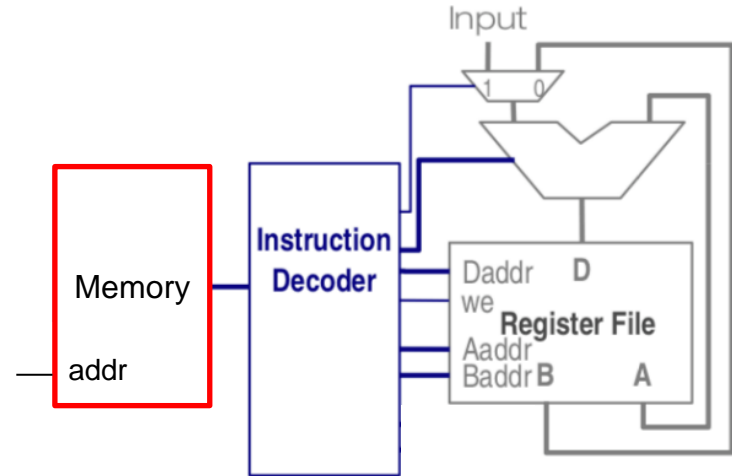 Input
1 0
Instruction
Decoder
Memory
addr
Daddr D
we
Register File
Aaddr
Baddr B A